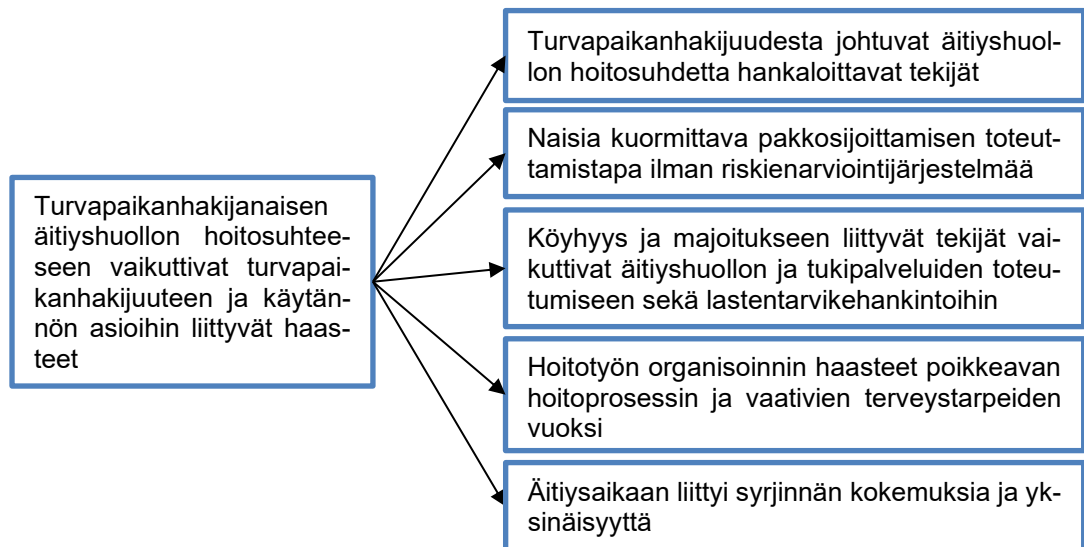 Turvapaikanhakijanaisen
äitiyshuollon hoitosuhtee-
seen vaikuttivat turvapai-
kanhakijuuteen ja käytän-
nön asioihin liittyvät haas-
teet
Turvapaikanhakijuudesta johtuvat äitiyshuol-
lon hoitosuhdetta hankaloittavat tekijät
Naisia kuormittava pakkosijoittamisen toteut-
tamistapa ilman riskienarviointijärjestelmää
Köyhyys ja majoitukseen liittyvät tekijät vai-
kuttivat äitiyshuollon ja tukipalveluiden toteu-
tumiseen sekä lastentarvikehankintoihin
Hoitotyön organisoinnin haasteet poikkeavan
hoitoprosessin ja vaativien terveystarpeiden
vuoksi
Äitiysaikaan liittyi syrjinnän kokemuksia ja yk-
sinäisyyttä